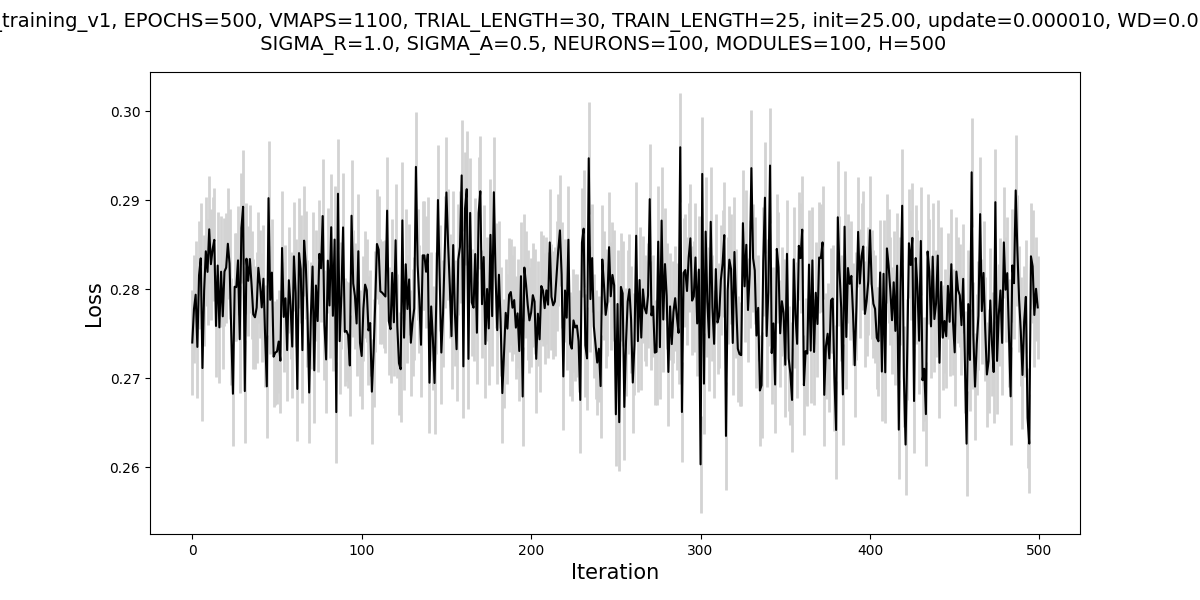 _training_v1, EPOCHS=500, VMAPS=1100, TRIAL_LENGTH=30, TRAIN_LENGTH=25, init=25.00, update=0.000010, WD=0.0
SIGMA_R=1.0, SIGMA_A=0.5, NEURONS=100, MODULES=100, H=500
0.30
0.29
0.28
0.27
0.26
Loss
0 100 200 300 400 500
Iteration